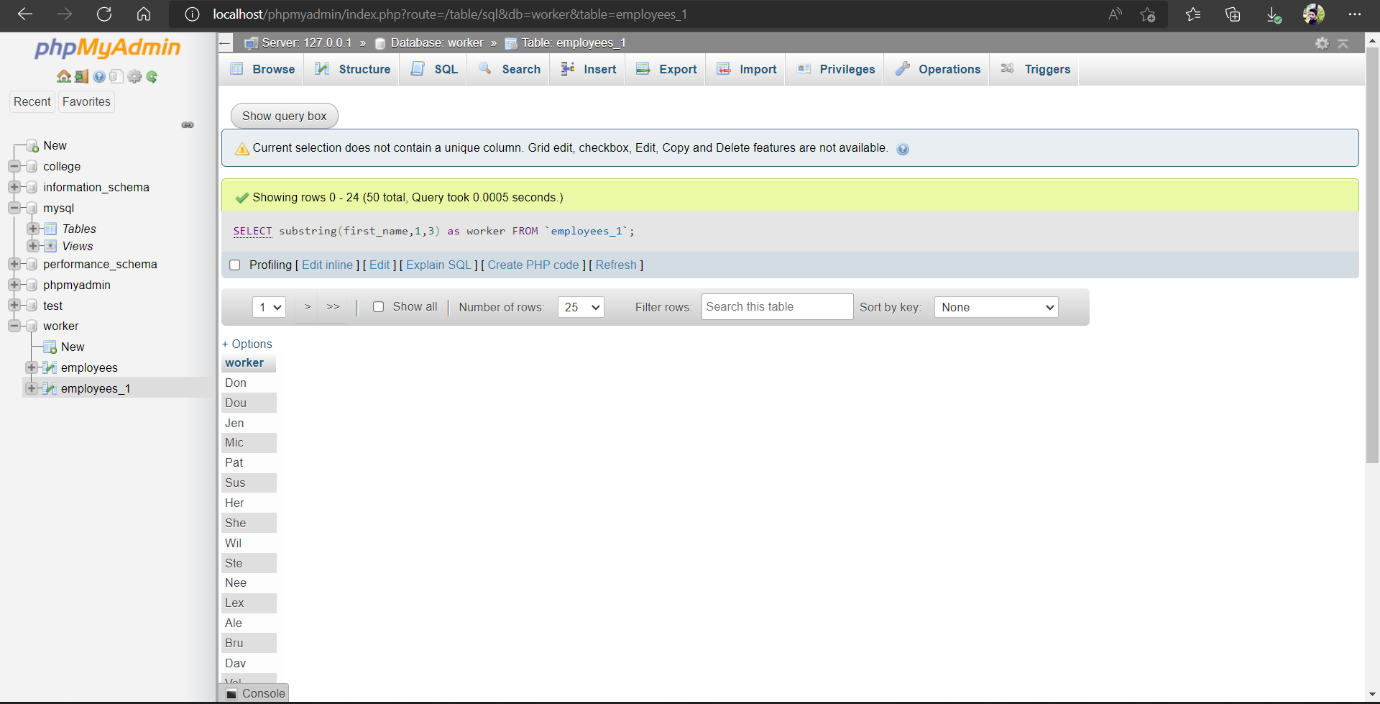 localhost/phpmyadmin/index.php?route=/table/sql&db=worker&table=employees_1
phpMyAdmin
Recent Favorites
New
college
information_schema
mysql
Tables
Views
performance_schema
phpmyadmin
test
worker
New
employees
employees_1
Server: 127.0.0.1 » Database: worker » Table: employees_1
Browse Structure SQL Search Insert Export Import Privileges Operations Triggers
Show query box
Current selection does not contain a unique column. Grid edit, checkbox, Edit, Copy and Delete features are not available.
Showing rows 0 - 24 (50 total, Query took 0.0005 seconds.)
SELECT substring(first_name,1,3) as worker FROM `employees_1`;
Profiling [ Edit inline ] [ Edit ] [ Explain SQL ] [ Create PHP code ] [ Refresh ]
1 > >> Show all Number of rows: 25 Filter rows: Search this table Sort by key: None
+ Options
worker
Don
Dou
Jen
Mic
Pat
Sus
Her
She
Wil
Ste
Nee
Lex
Ale
Bru
Dav
Val
Console